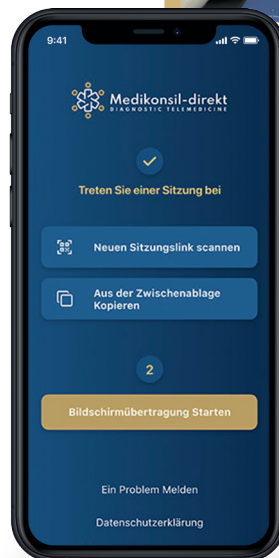 9:41
Medikonsil-direkt
DIAGNOSTIC TELEMEDICINE
Treten Sie einer Sitzung bei
Neuen Sitzungslink scannen
Aus der Zwischenablage
Kopieren
2
Bildschirmübertragung Starten
Ein Problem Melden
Datenschutzerklärung